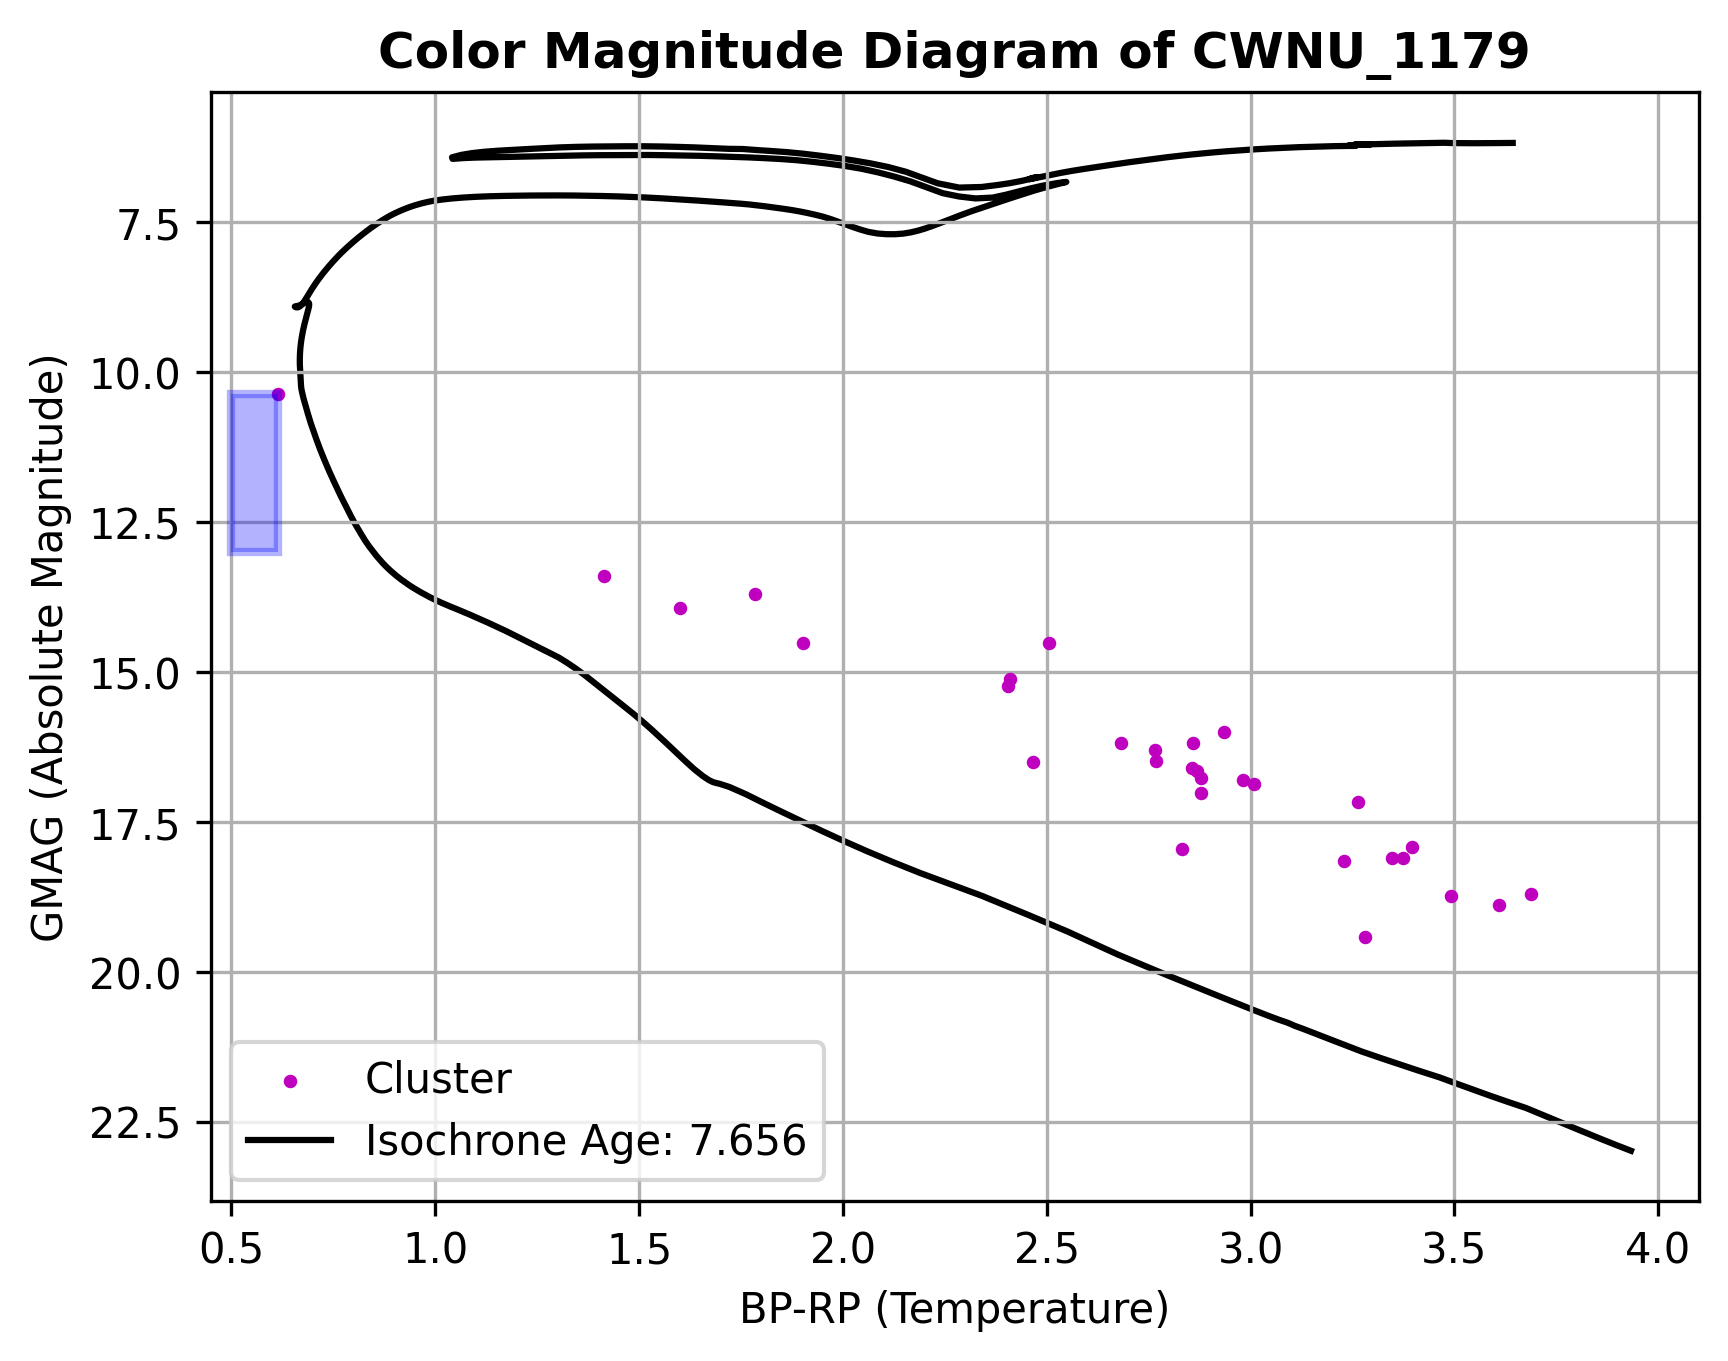 Color Magnitude Diagram of CWNU_1179
GMAG (Absolute Magnitude)
7.5
10.0
12.5
15.0
17.5
20.0
22.5
Cluster
Isochrone Age: 7.656
0.5 1.0 1.5 2.0 2.5 3.0 3.5 4.0
BP-RP (Temperature)